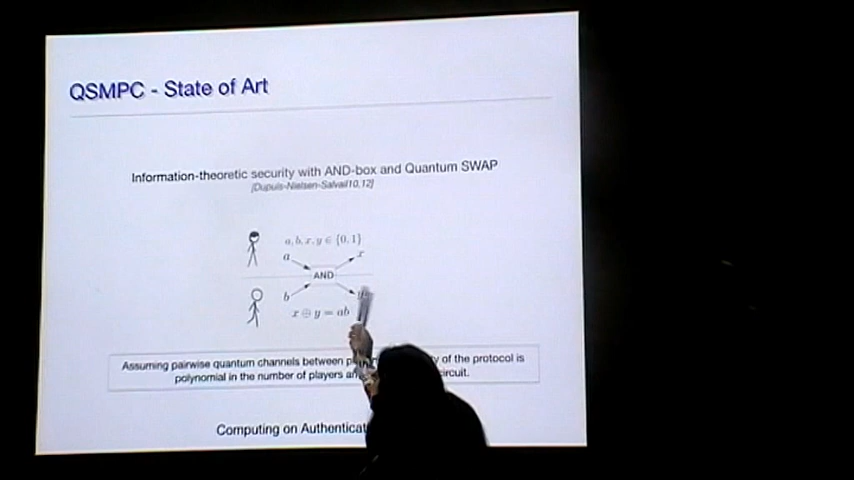 QSMPC - State of Art
Information-theoretic security with AND-box and Quantum SWAP
[Dupuis-Nielsen-Salvail10,12]
a, b, x, y ∈ {0, 1}
a
x
AND
b
y
x ⊕ y = ab
Assuming pairwise quantum channels between of the protocol is
polynomial in the number of players circuit.
Computing on